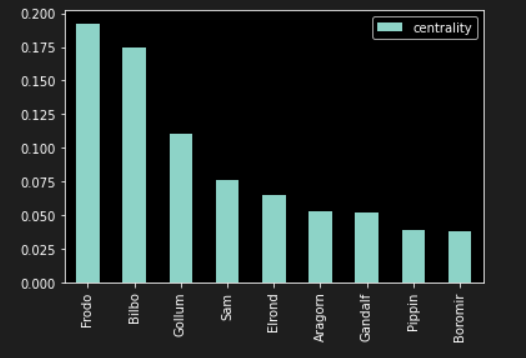 0.200
0.175
0.150
0.125
0.100
0.075
0.050
0.025
0.000
centrality
Frodo
Bilbo
Gollum
Sam
Elrond
Aragorn
Gandalf
Pippin
Boromir